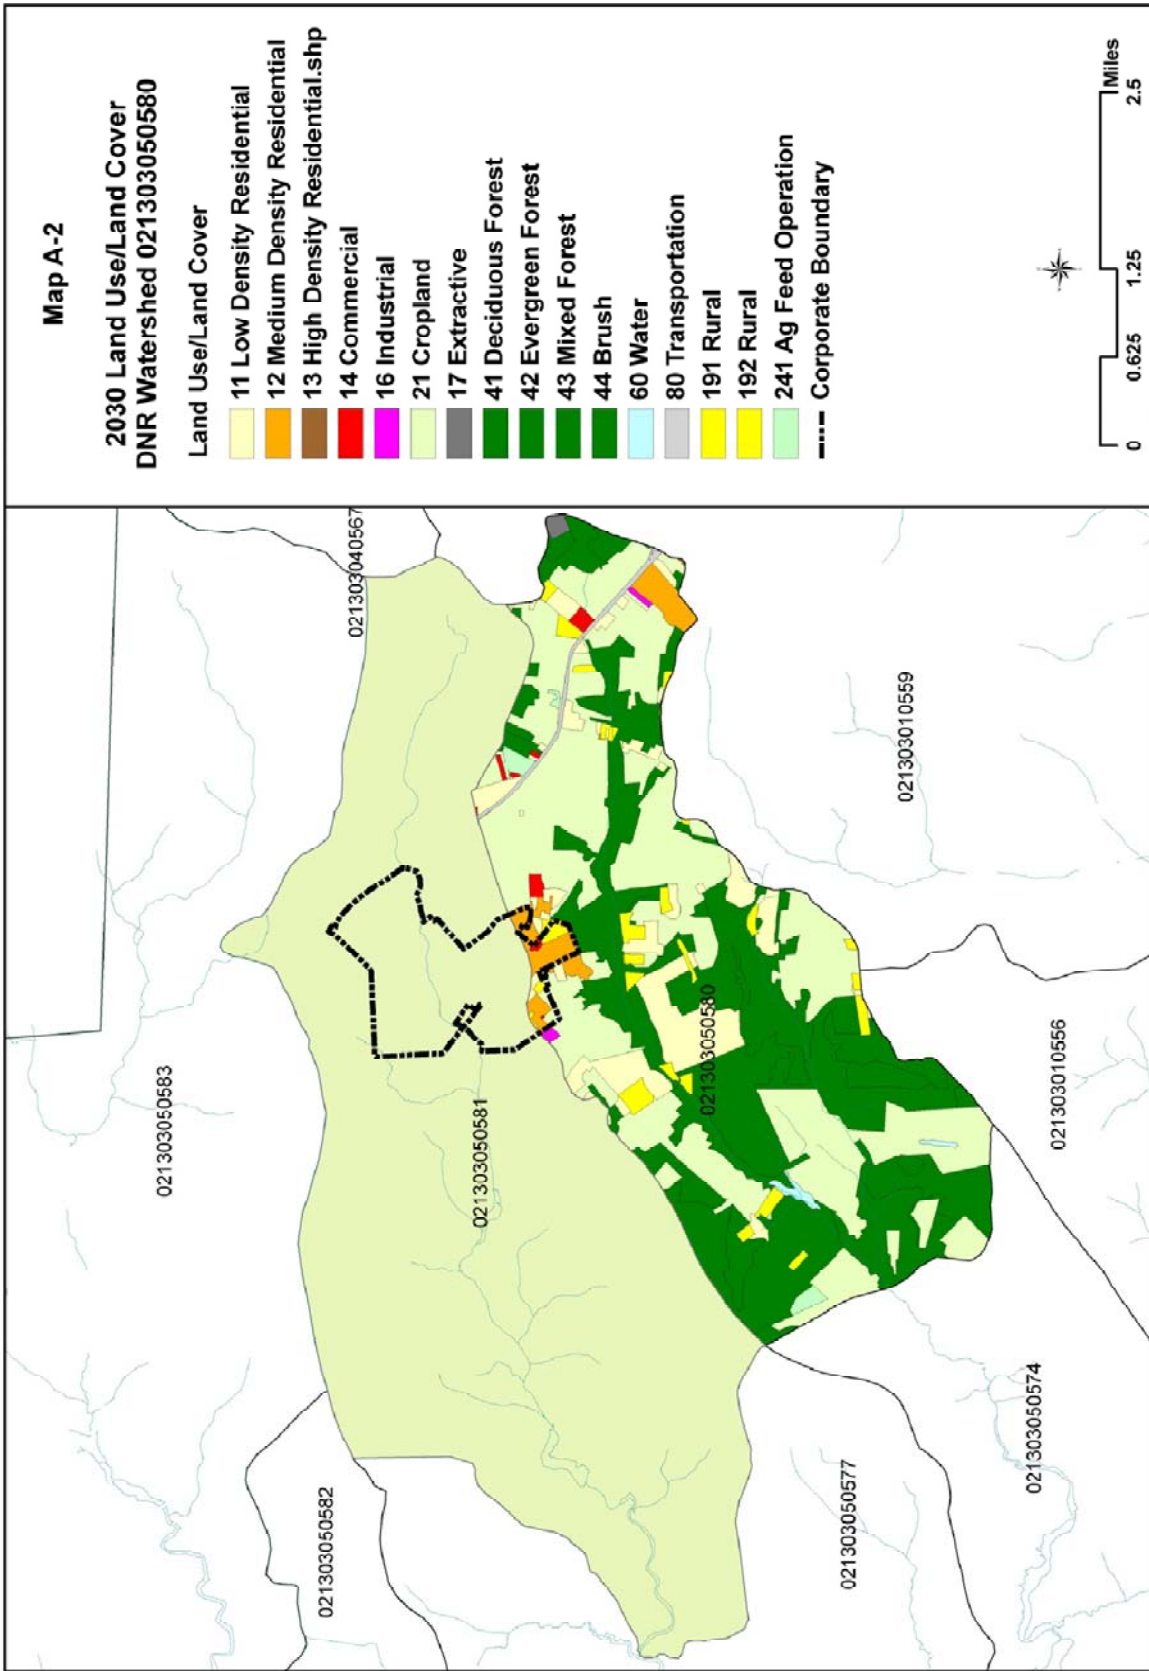 Map A-2
2030 Land Use/Land Cover
DNR Watershed 021303050580
Land Use/Land Cover
11 Low Density Residential
12 Medium Density Residential
13 High Density Residential.shp
14 Commercial
16 Industrial
21 Cropland
17 Extractive
41 Deciduous Forest
42 Evergreen Forest
43 Mixed Forest
44 Brush
60 Water
80 Transportation
191 Rural
192 Rural
241 Ag Feed Operation
Corporate Boundary
0 0.625 1.25 2.5
Miles
021303050583
021303040567
021303050581
021303050582
021303050580
021303010559
021303050577
021303050574
021303010556